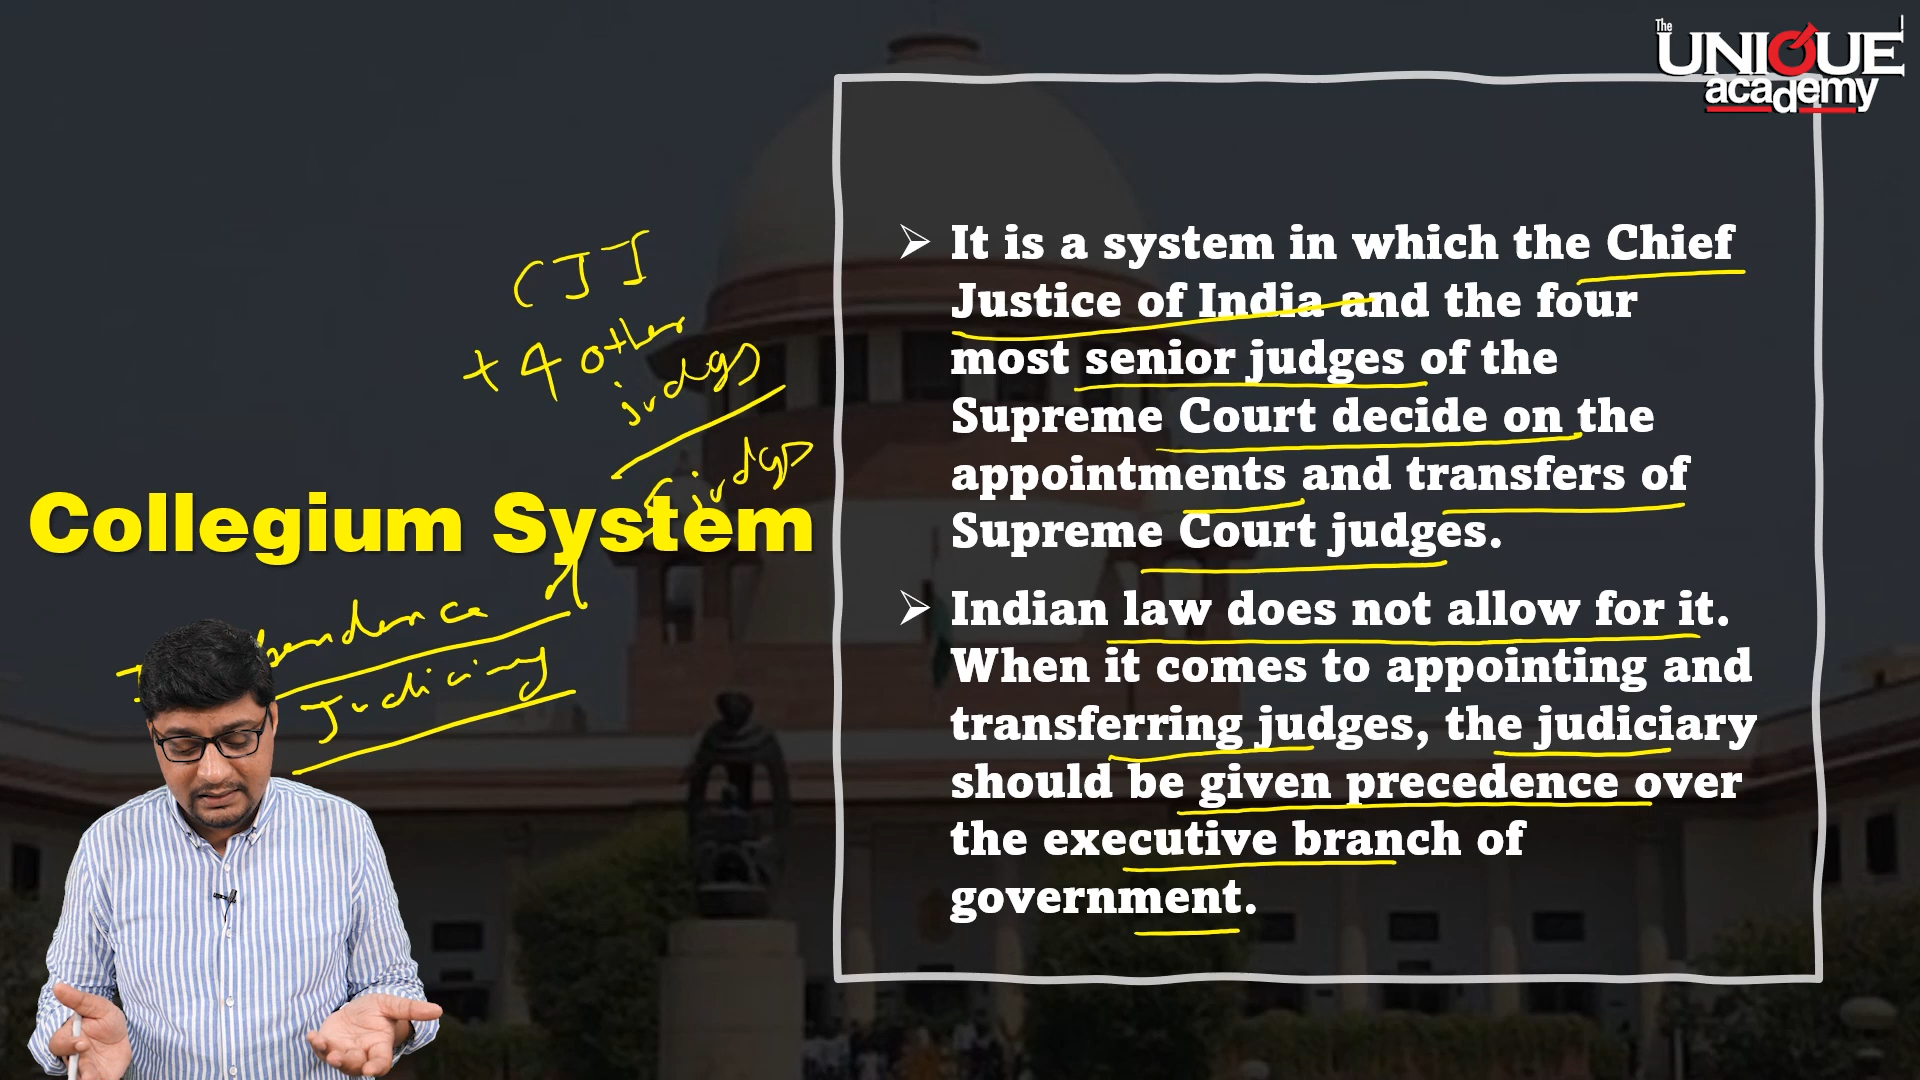 The
UNIQUE
academy
CJI
+ 4 other
judges
5 judges
Collegium System
Independence of
Judiciary
➢ It is a system in which the Chief
Justice of India and the four
most senior judges of the
Supreme Court decide on the
appointments and transfers of
Supreme Court judges.
➢ Indian law does not allow for it.
When it comes to appointing and
transferring judges, the judiciary
should be given precedence over
the executive branch of
government.